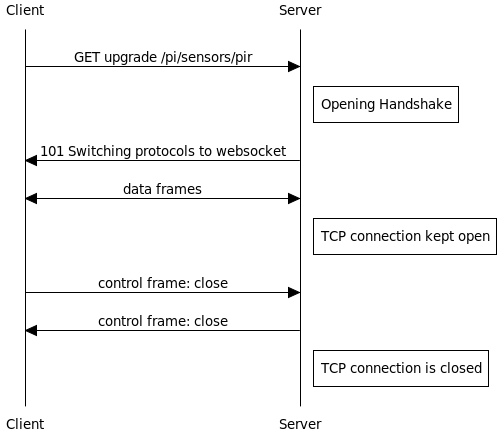 Client
Server
GET upgrade /pi/sensors/pir
Opening Handshake
101 Switching protocols to websocket
data frames
TCP connection kept open
control frame: close
control frame: close
TCP connection is closed
Client
Server